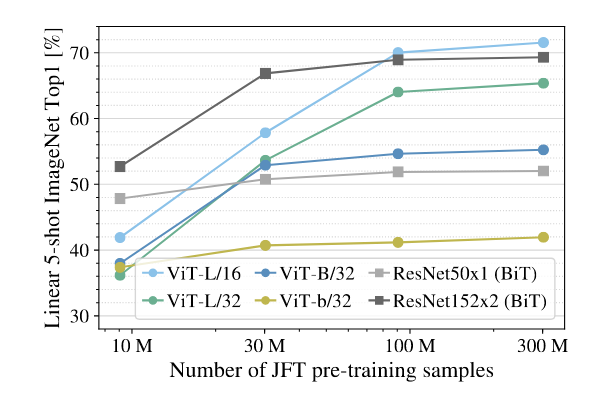 Linear 5-shot ImageNet Top1 [%]
70
60
50
40
30
ViT-L/16 ViT-B/32 ResNet50x1 (BiT)
ViT-L/32 ViT-b/32 ResNet152x2 (BiT)
10 M 30 M 100 M 300 M
Number of JFT pre-training samples